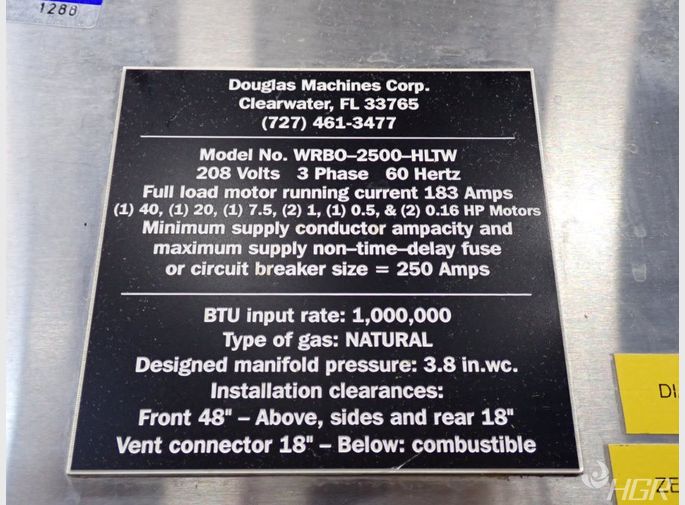 1288
Douglas Machines Corp.
Clearwater, FL 33765
(727) 461-3477
Model No. WRBO–2500–HLTW
208 Volts 3 Phase 60 Hertz
Full load motor running current 183 Amps
(1) 40, (1) 20, (1) 7.5, (2) 1, (1) 0.5, & (2) 0.16 HP Motors
Minimum supply conductor ampacity and
maximum supply non–time–delay fuse
or circuit breaker size = 250 Amps
BTU input rate: 1,000,000
Type of gas: NATURAL
Designed manifold pressure: 3.8 in.wc.
Installation clearances:
Front 48" – Above, sides and rear 18"
Vent connector 18" – Below: combustible
DI
ZE
HGR